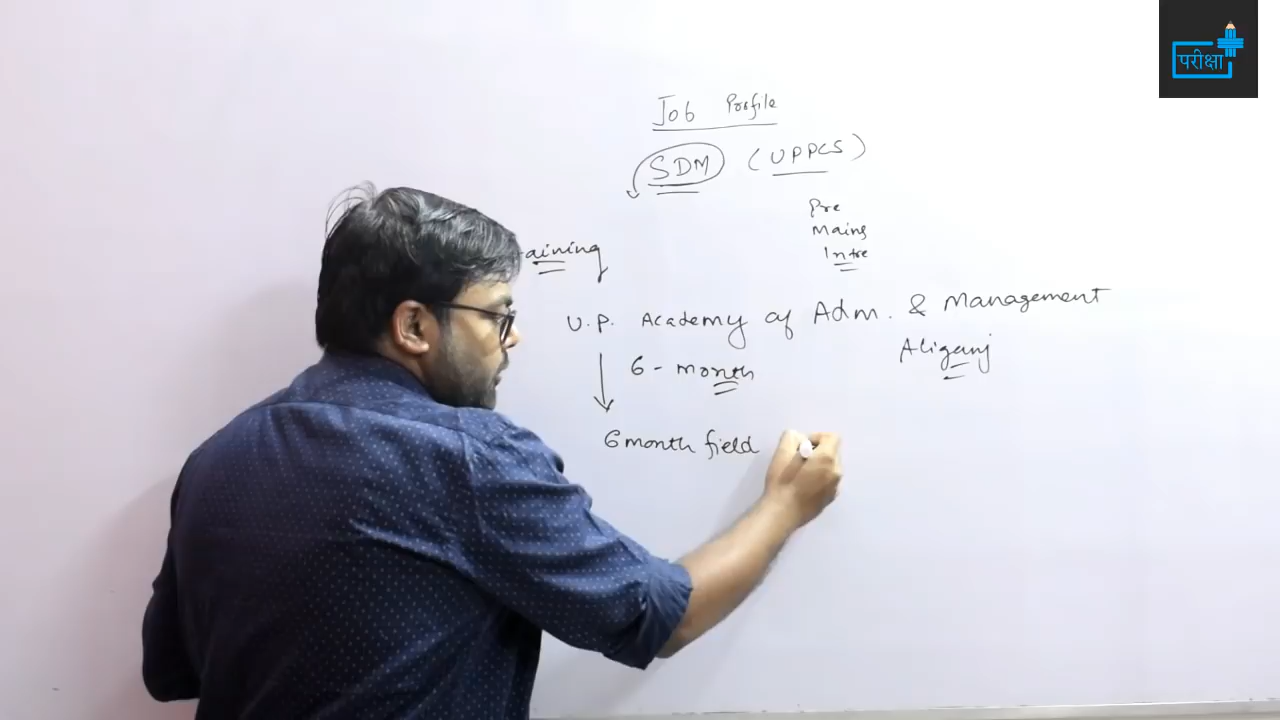 परीक्षा
Job Profile
SDM (UPPCS)
Pre
Mains
Intre
aining
U.P. Academy of Adm. & Management
Aliganj
6 - month
6 month field